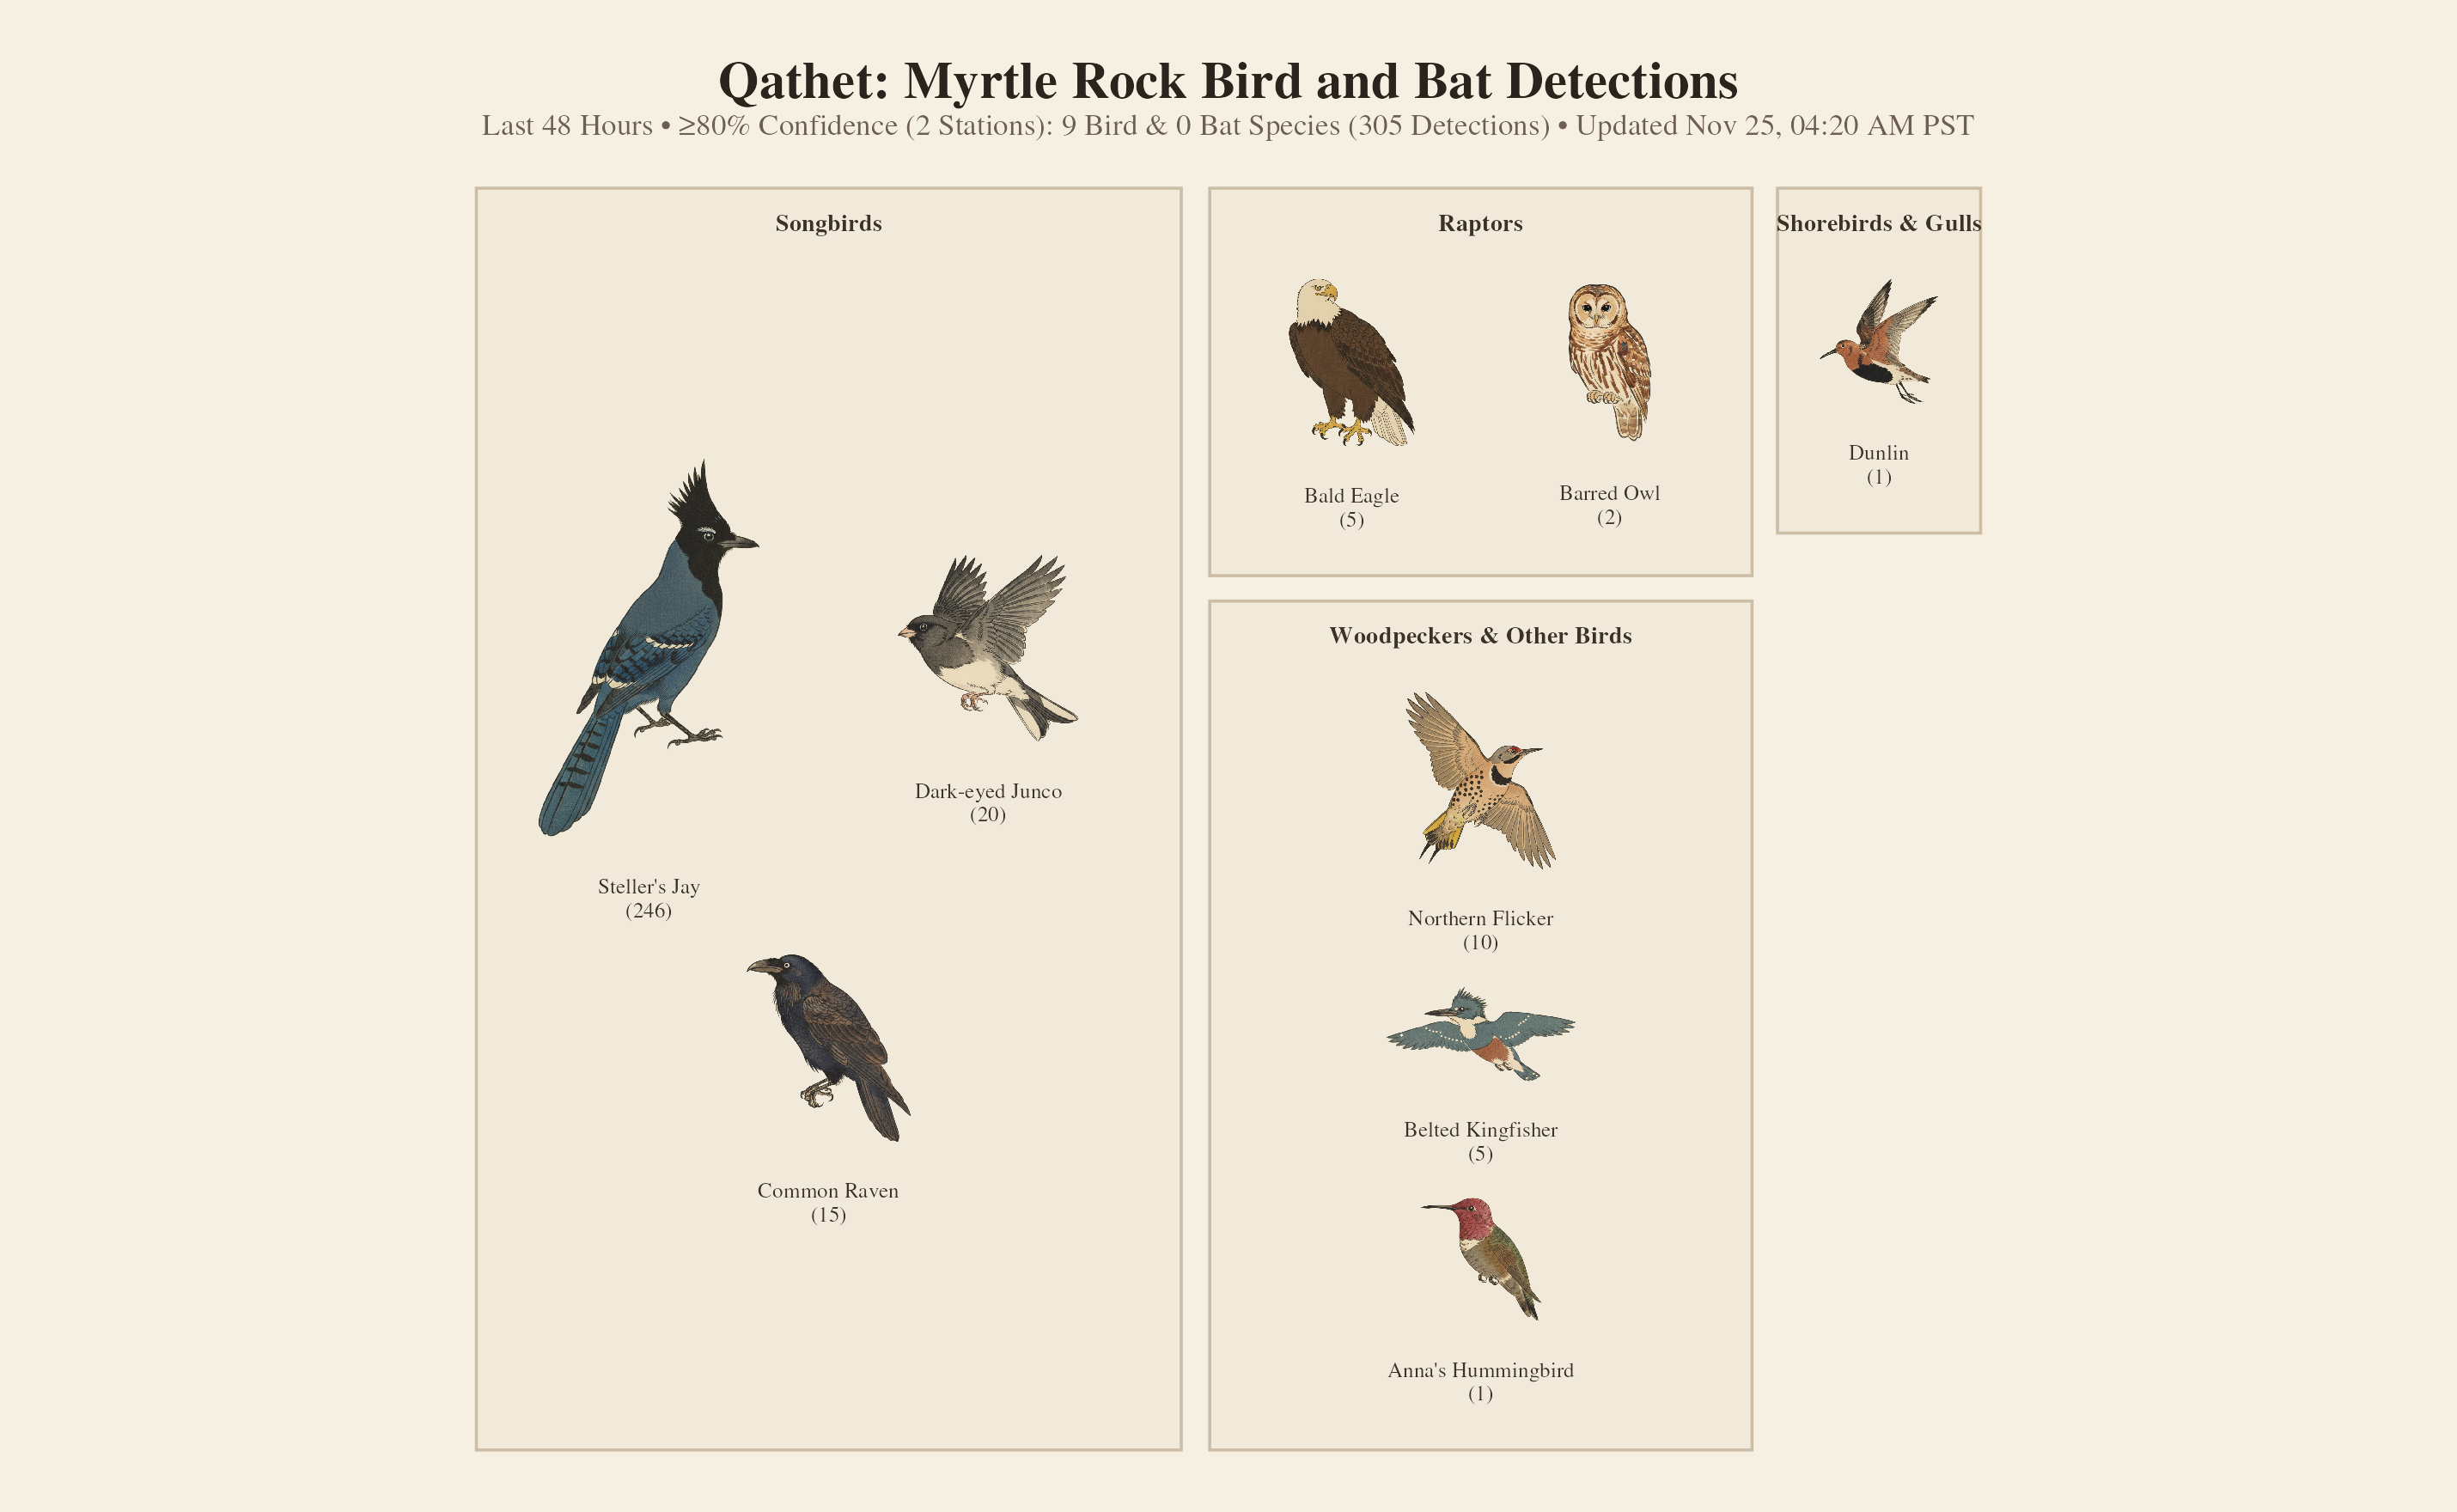 Qathet: Myrtle Rock Bird and Bat Detections
Last 48 Hours • ≥80% Confidence (2 Stations): 9 Bird & 0 Bat Species (305 Detections) • Updated Nov 25, 04:20 AM PST
Songbirds
Steller's Jay
(246)
Dark-eyed Junco
(20)
Common Raven
(15)
Raptors
Bald Eagle
(5)
Barred Owl
(2)
Woodpeckers & Other Birds
Northern Flicker
(10)
Belted Kingfisher
(5)
Anna's Hummingbird
(1)
Shorebirds & Gulls
Dunlin
(1)